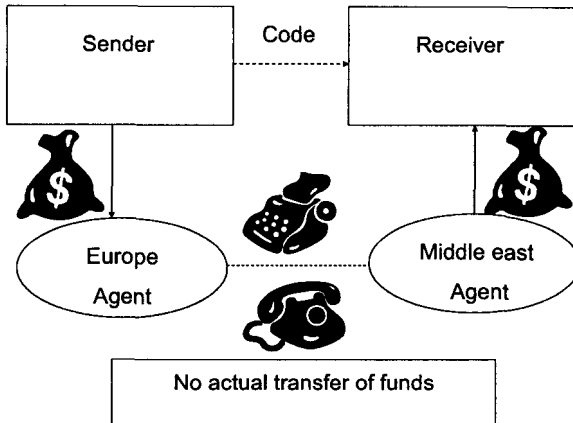 Sender
Code
Receiver
$
$
Europe
Agent
Middle east
Agent
No actual transfer of funds